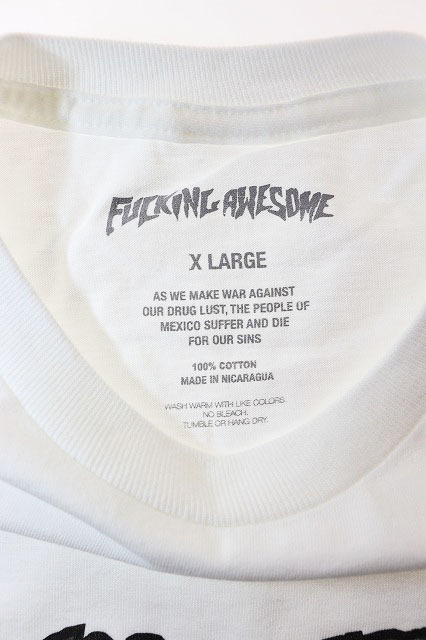 FUCKING AWESOME
X LARGE
AS WE MAKE WAR AGAINST
OUR DRUG LUST, THE PEOPLE OF
MEXICO SUFFER AND DIE
FOR OUR SINS
100% COTTON
MADE IN NICARAGUA
WASH WARM WITH LIKE COLORS.
NO BLEACH.
TUMBLE OR HANG DRY.